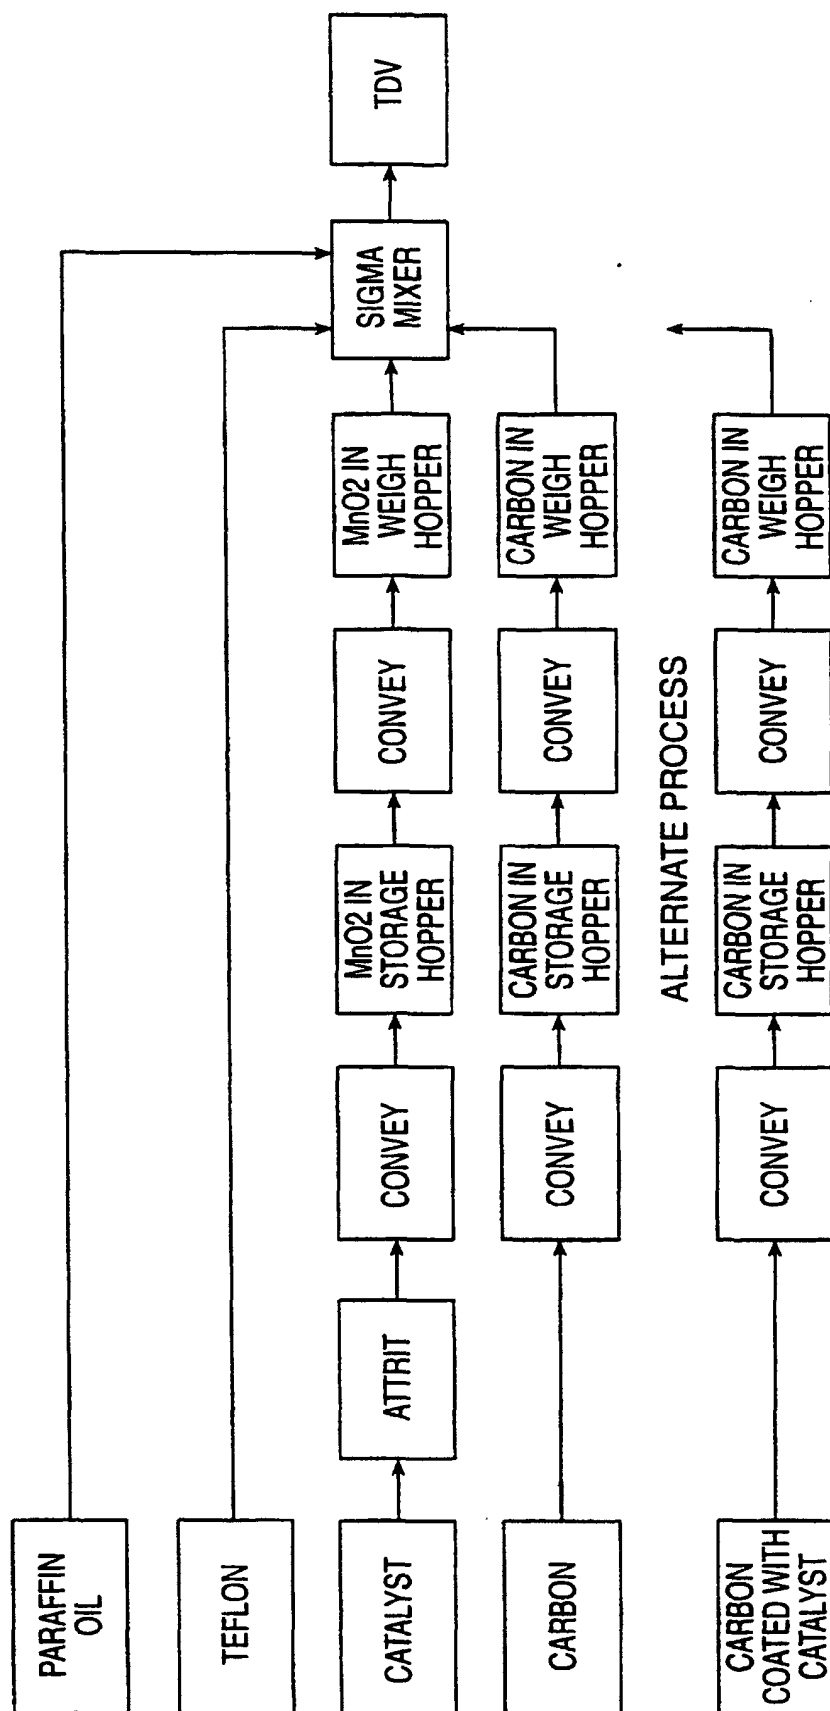 PARAFFIN
OIL
TEFLON
CATALYST
ATTRIT
CONVEY
MnO2 IN
STORAGE
HOPPER
CONVEY
MnO2 IN
WEIGH
HOPPER
SIGMA
MIXER
TDV
CARBON
CONVEY
CARBON IN
STORAGE
HOPPER
CONVEY
CARBON IN
WEIGH
HOPPER
ALTERNATE PROCESS
CARBON
COATED WITH
CATALYST
CONVEY
CARBON IN
STORAGE
HOPPER
CONVEY
CARBON IN
WEIGH
HOPPER